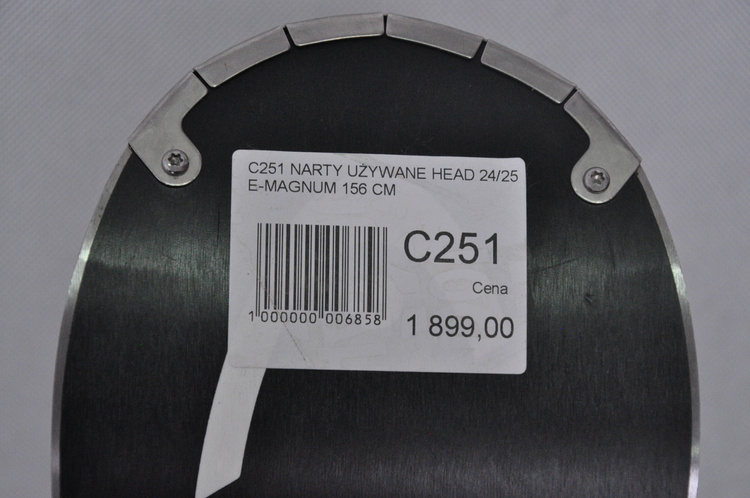 C251 NARTY UŻYWANE HEAD 24/25
E-MAGNUM 156 CM
C251
Cena
1 899,00
1 000000 006858